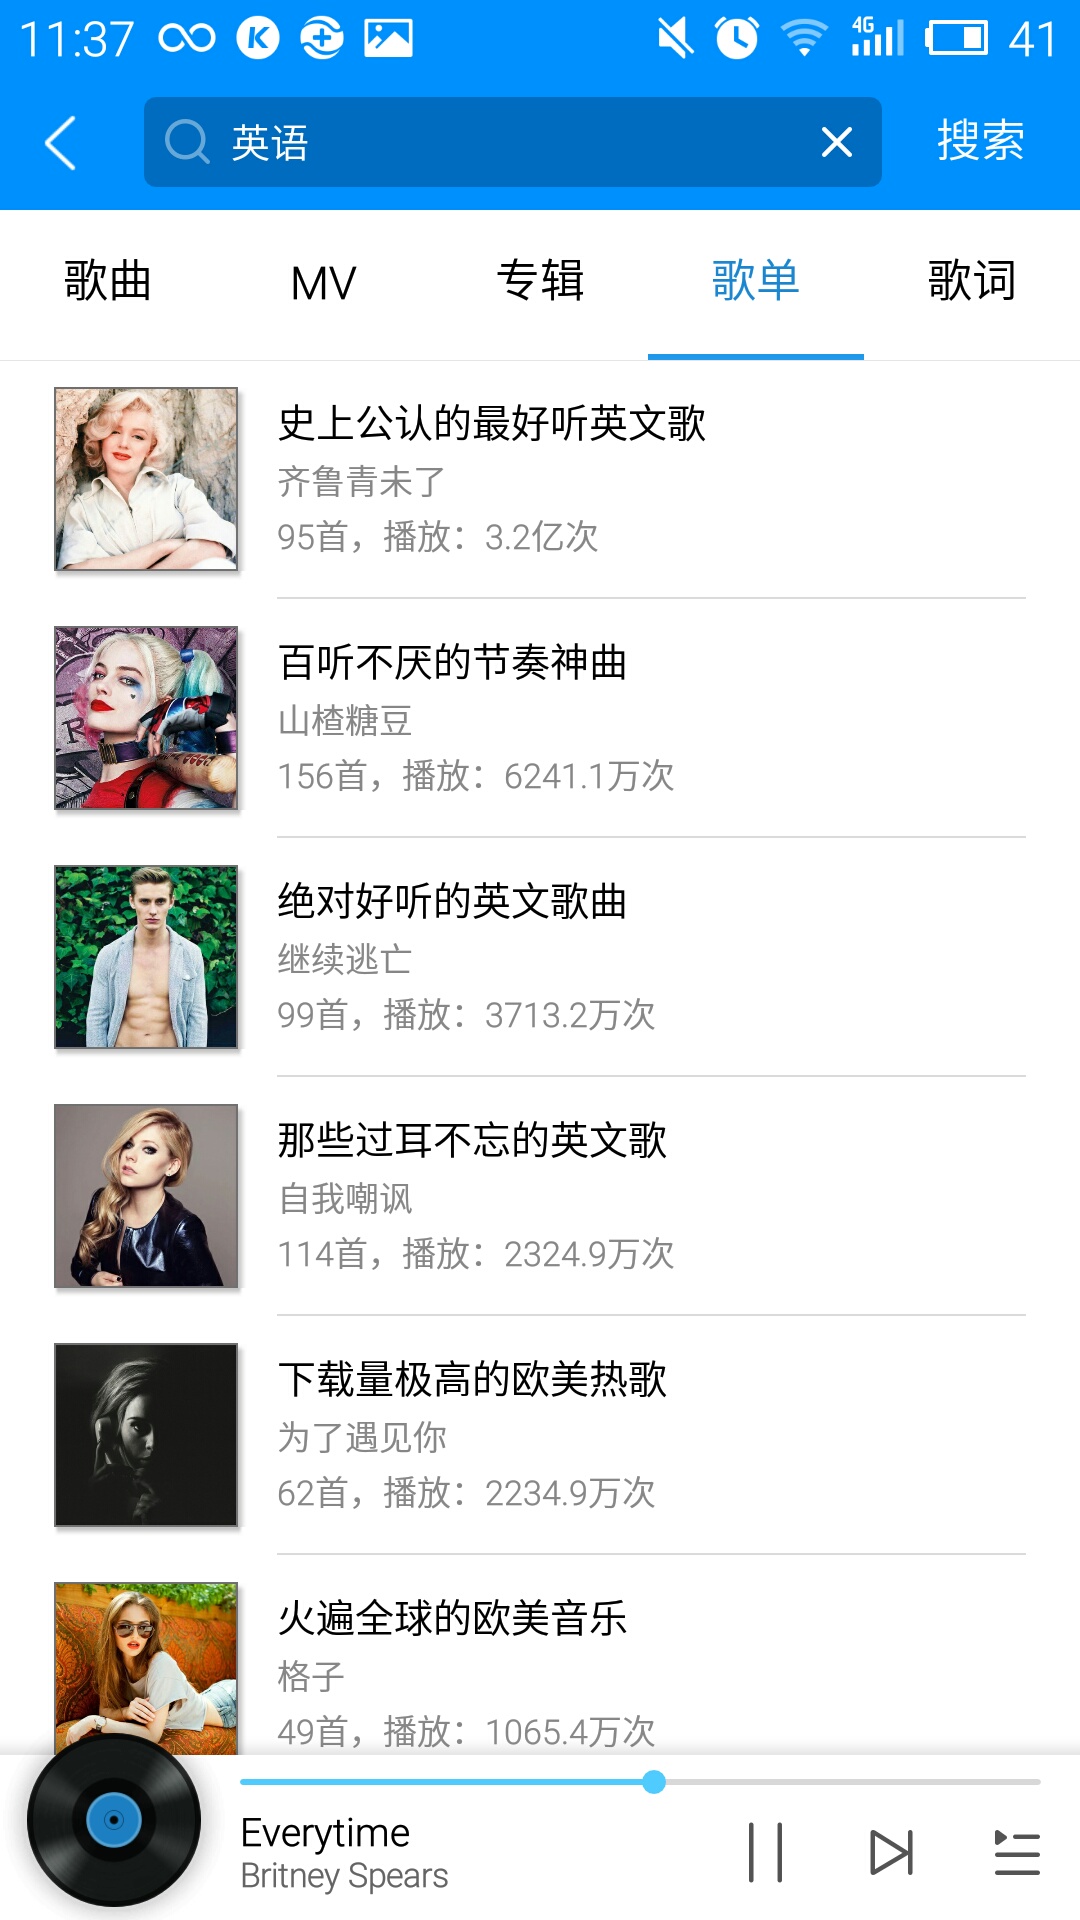 11:37
4G
41
英语
搜索
歌曲
MV
专辑
歌单
歌词
史上公认的最好听英文歌
齐鲁青未了
95首，播放：3.2亿次
百听不厌的节奏神曲
山楂糖豆
156首，播放：6241.1万次
绝对好听的英文歌曲
继续逃亡
99首，播放：3713.2万次
那些过耳不忘的英文歌
自我嘲讽
114首，播放：2324.9万次
下载量极高的欧美热歌
为了遇见你
62首，播放：2234.9万次
火遍全球的欧美音乐
格子
49首，播放：1065.4万次
Everytime
Britney Spears